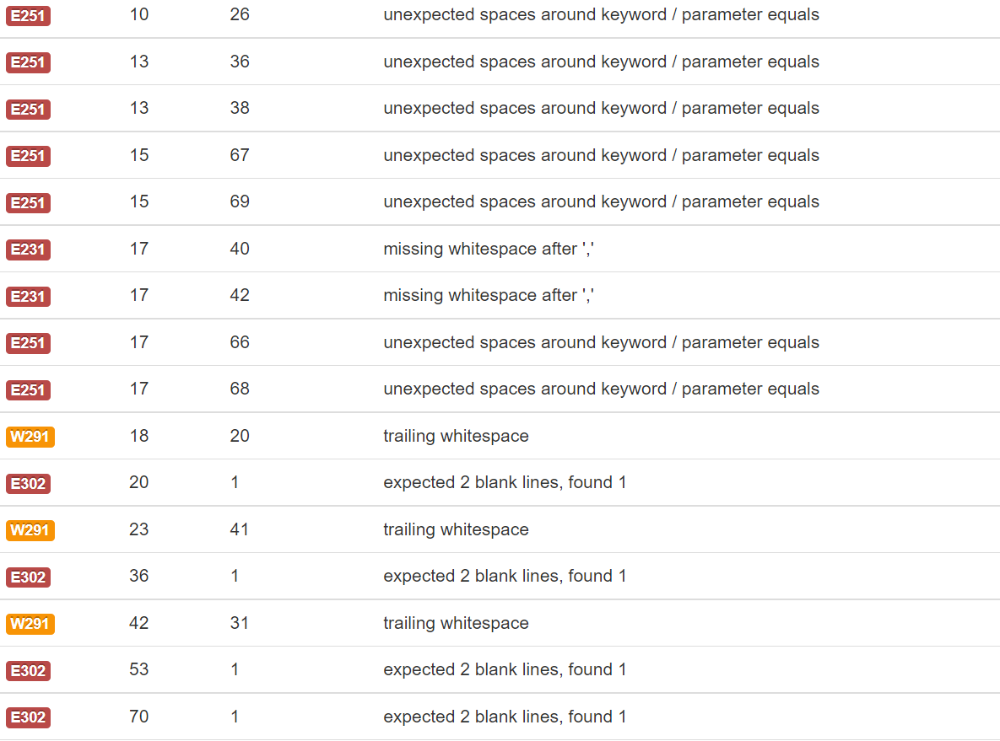 E251 10 26 unexpected spaces around keyword / parameter equals
E251 13 36 unexpected spaces around keyword / parameter equals
E251 13 38 unexpected spaces around keyword / parameter equals
E251 15 67 unexpected spaces around keyword / parameter equals
E251 15 69 unexpected spaces around keyword / parameter equals
E231 17 40 missing whitespace after ','
E231 17 42 missing whitespace after ','
E251 17 66 unexpected spaces around keyword / parameter equals
E251 17 68 unexpected spaces around keyword / parameter equals
W291 18 20 trailing whitespace
E302 20 1 expected 2 blank lines, found 1
W291 23 41 trailing whitespace
E302 36 1 expected 2 blank lines, found 1
W291 42 31 trailing whitespace
E302 53 1 expected 2 blank lines, found 1
E302 70 1 expected 2 blank lines, found 1